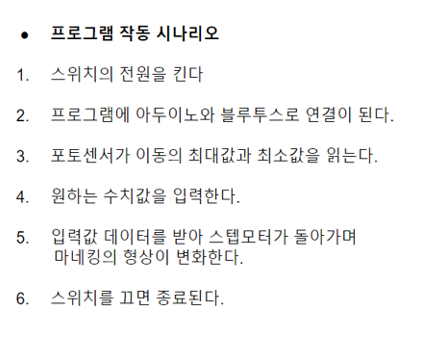 ● 프로그램 작동 시나리오
1. 스위치의 전원을 킨다
2. 프로그램에 아두이노와 블루투스로 연결이 된다.
3. 포토센서가 이동의 최대값과 최소값을 읽는다.
4. 원하는 수치값을 입력한다.
5. 입력값 데이터를 받아 스텝모터가 돌아가며
마네킹의 형상이 변화한다.
6. 스위치를 끄면 종료된다.